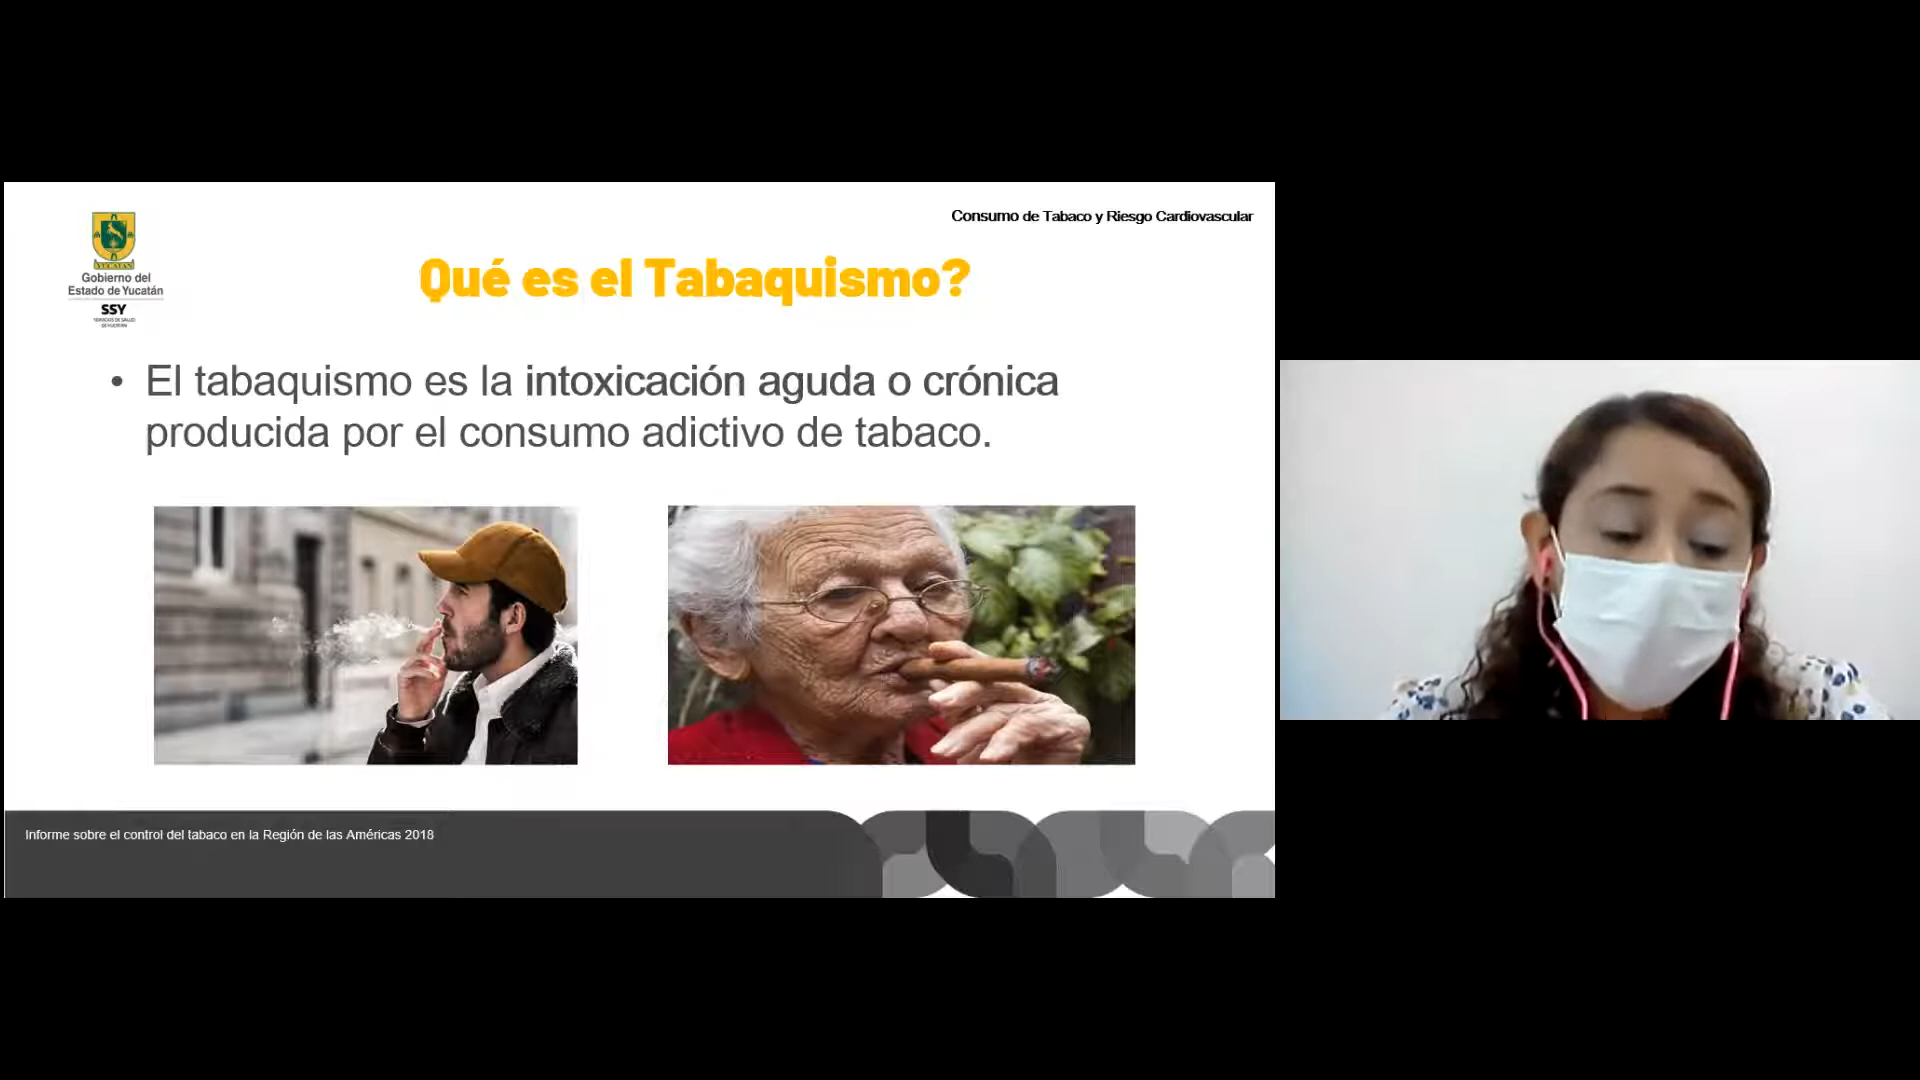 Consumo de Tabaco y Riesgo Cardiovascular
YUCATÁN
Gobierno del
Estado de Yucatán
SSY
SERVICIOS DE SALUD
DE YUCATÁN
Qué es el Tabaquismo?
• El tabaquismo es la intoxicación aguda o crónica
producida por el consumo adictivo de tabaco.
Informe sobre el control del tabaco en la Región de las Américas 2018